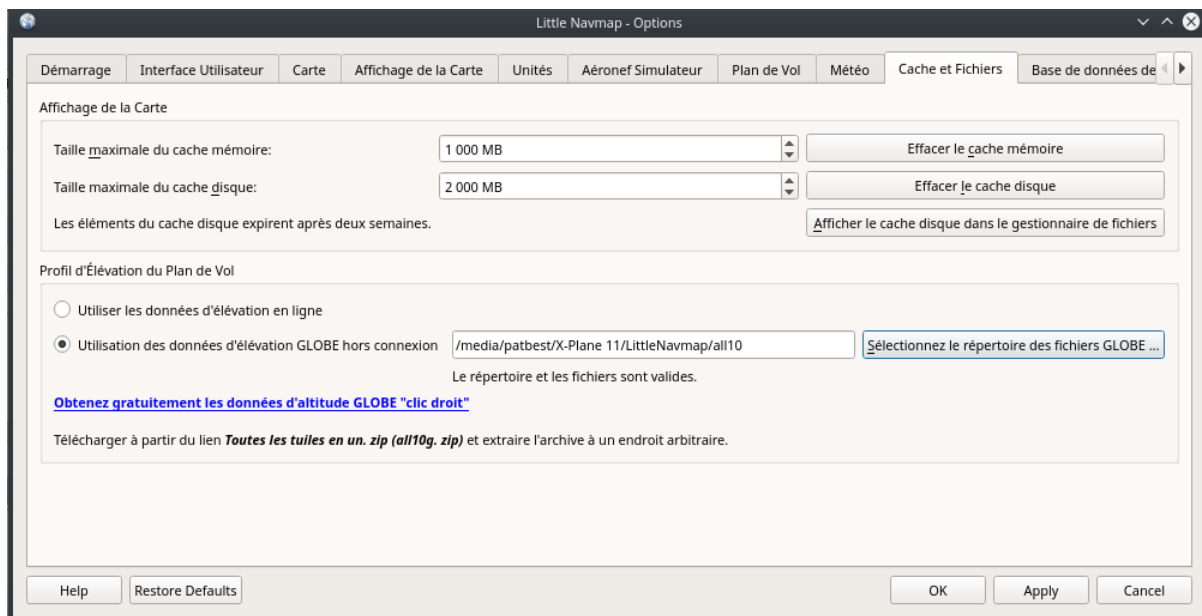 Little Navmap - Options
Démarrage Interface Utilisateur Carte Affichage de la Carte Unités Aéronef Simulateur Plan de Vol Météo Cache et Fichiers Base de données de
Affichage de la Carte
Taille maximale du cache mémoire: 1 000 MB Effacer le cache mémoire
Taille maximale du cache disque: 2 000 MB Effacer le cache disque
Les éléments du cache disque expirent après deux semaines. Afficher le cache disque dans le gestionnaire de fichiers
Profil d'Élévation du Plan de Vol
Utiliser les données d'élévation en ligne
Utilisation des données d'élévation GLOBE hors connexion /media/patbest/X-Plane 11/LittleNavmap/all10 Sélectionnez le répertoire des fichiers GLOBE ...
Le répertoire et les fichiers sont valides.
Obtenez gratuitement les données d'altitude GLOBE "clic droit"
Télécharger à partir du lien Toutes les tuiles en un. zip (all10g. zip) et extraire l'archive à un endroit arbitraire.
Help Restore Defaults OK Apply Cancel